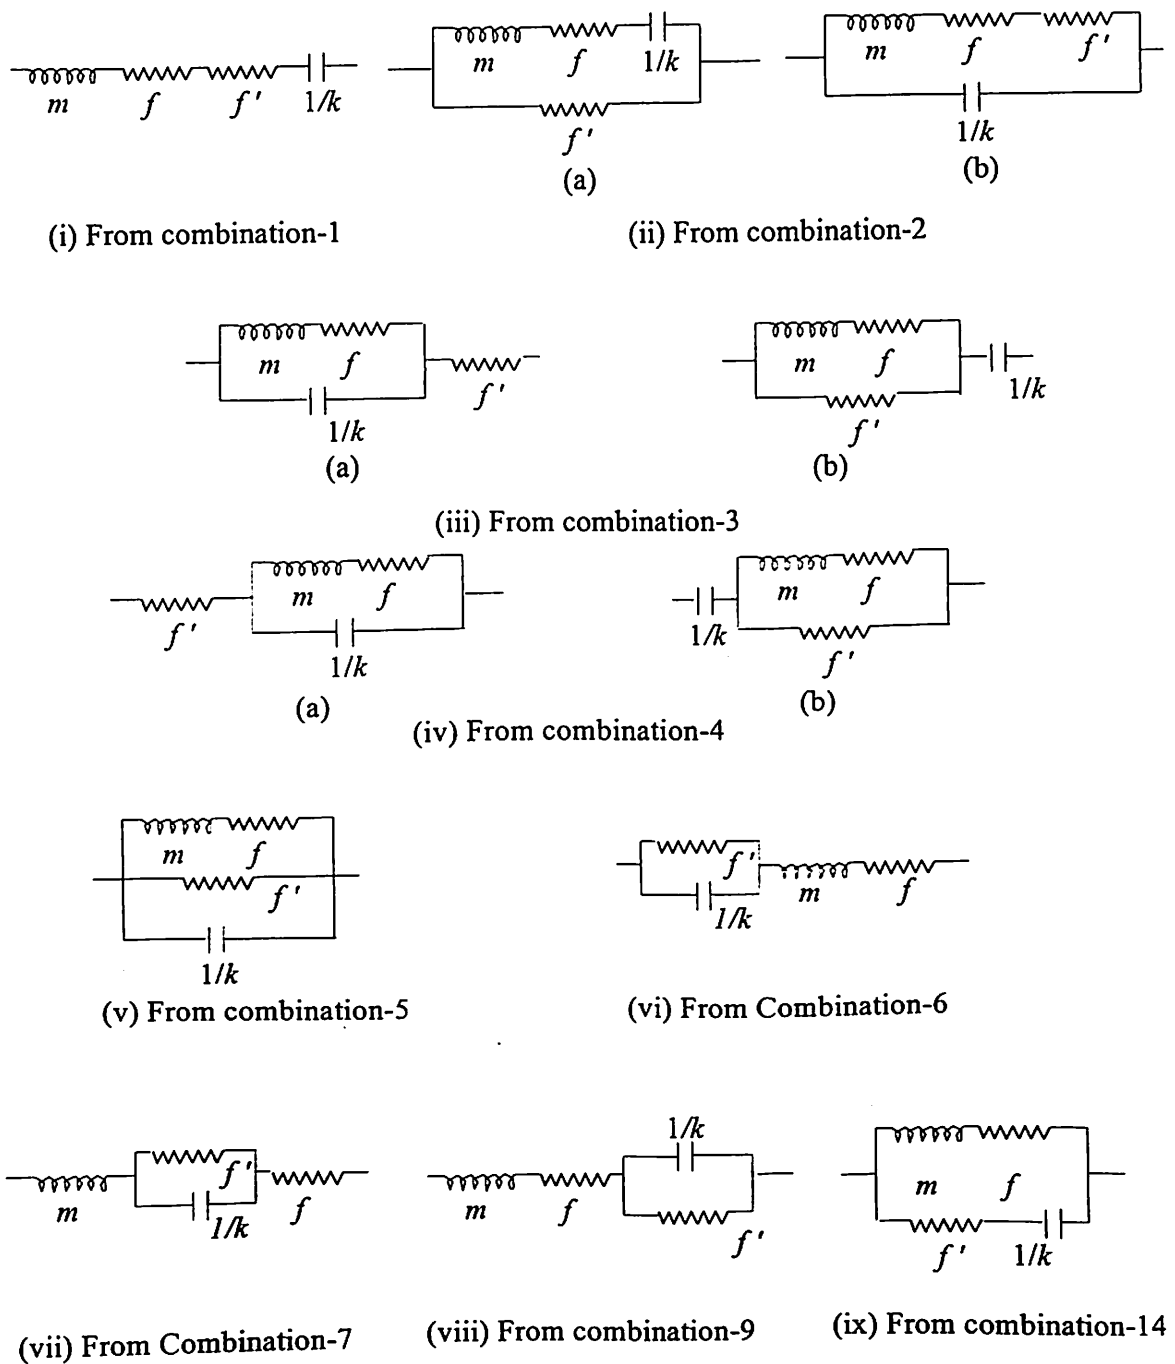 m f 1/k
m f f'
m f f' 1/k
f'
1/k
(a)
(b)
(i) From combination-1
(ii) From combination-2
m f
f'
1/k
(a)
m f
1/k
f'
(b)
(iii) From combination-3
f'
m f
1/k
(a)
1/k
m f
f'
(b)
(iv) From combination-4
m f
f'
1/k
f'
m f
1/k
(v) From combination-5
(vi) From Combination-6
m
f'
1/k
f
1/k
m f
f'
m f
f' 1/k
(vii) From Combination-7
(viii) From combination-9
(ix) From combination-14